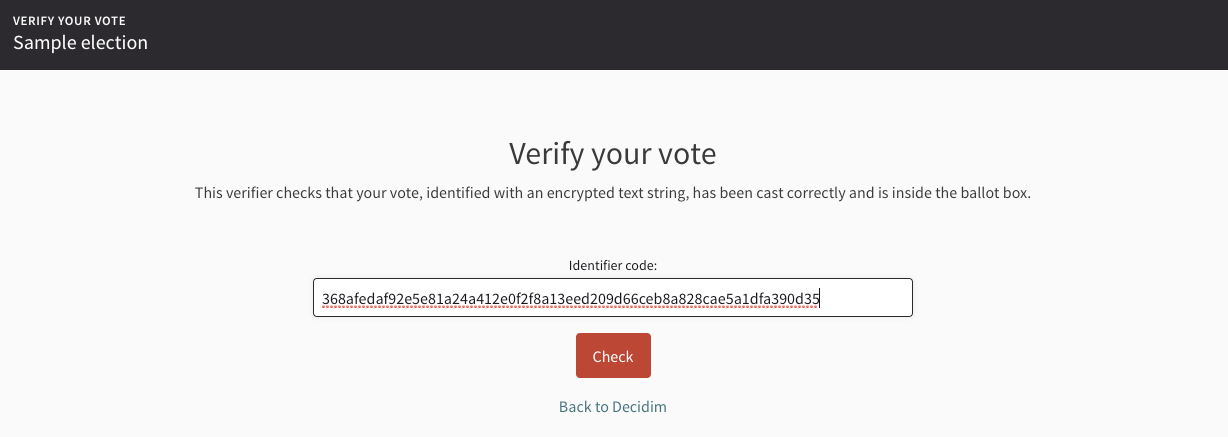 VERIFY YOUR VOTE
Sample election
Verify your vote
This verifier checks that your vote, identified with an encrypted text string, has been cast correctly and is inside the ballot box.
Identifier code:
368afedaf92e5e81a24a412e0f2f8a13eed209d66ceb8a828cae5a1dfa390d35
Check
Back to Decidim